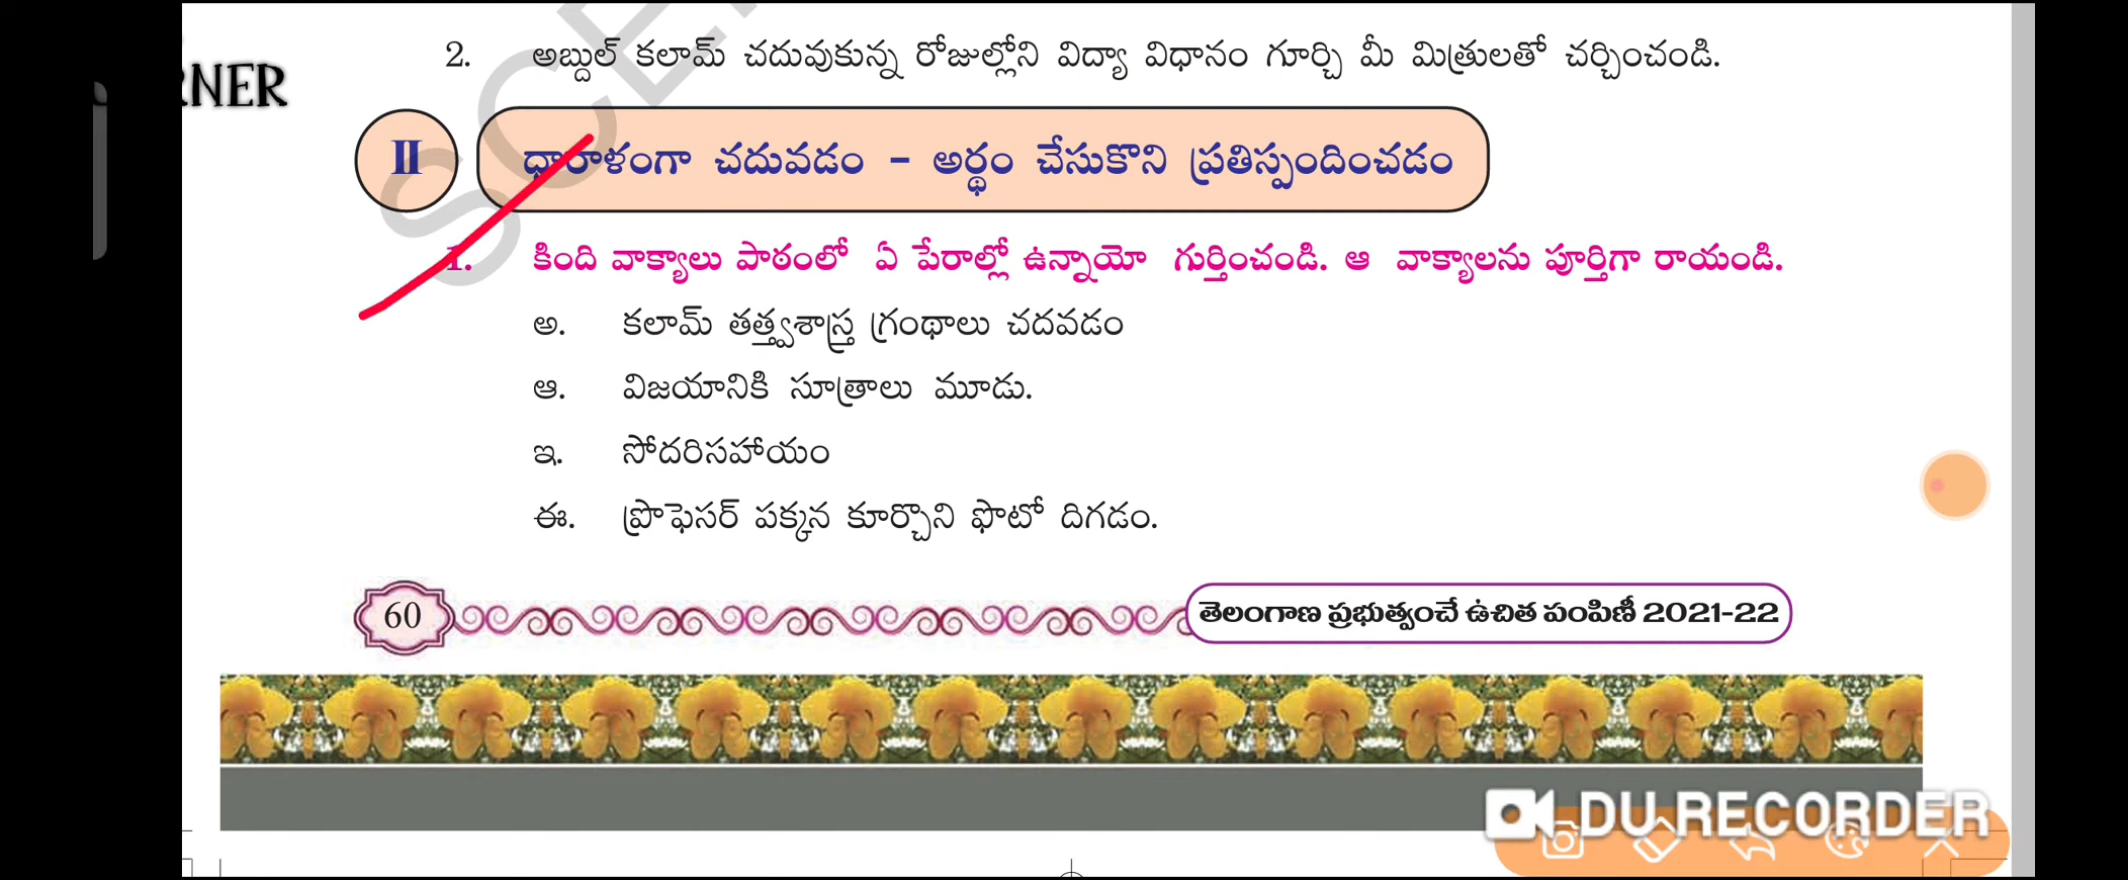 2. అబ్దుల్ కలామ్ చదువుకున్న రోజుల్లోని విద్యా విధానం గూర్చి మీ మిత్రులతో చర్చించండి.
RNER
II ధారాళంగా చదువడం – అర్థం చేసుకొని ప్రతిస్పందించడం
1. కింది వాక్యాలు పాఠంలో ఏ పేరాల్లో ఉన్నాయో గుర్తించండి. ఆ వాక్యాలను పూర్తిగా రాయండి.
అ. కలామ్ తత్త్వశాస్త్ర గ్రంథాలు చదవడం
ఆ. విజయానికి సూత్రాలు మూడు.
ఇ. సోదరిసహాయం
ఈ. ప్రొఫెసర్ పక్కన కూర్చొని ఫొటో దిగడం.
60 తెలంగాణ ప్రభుత్వంచే ఉచిత పంపిణీ 2021-22
DU RECORDER